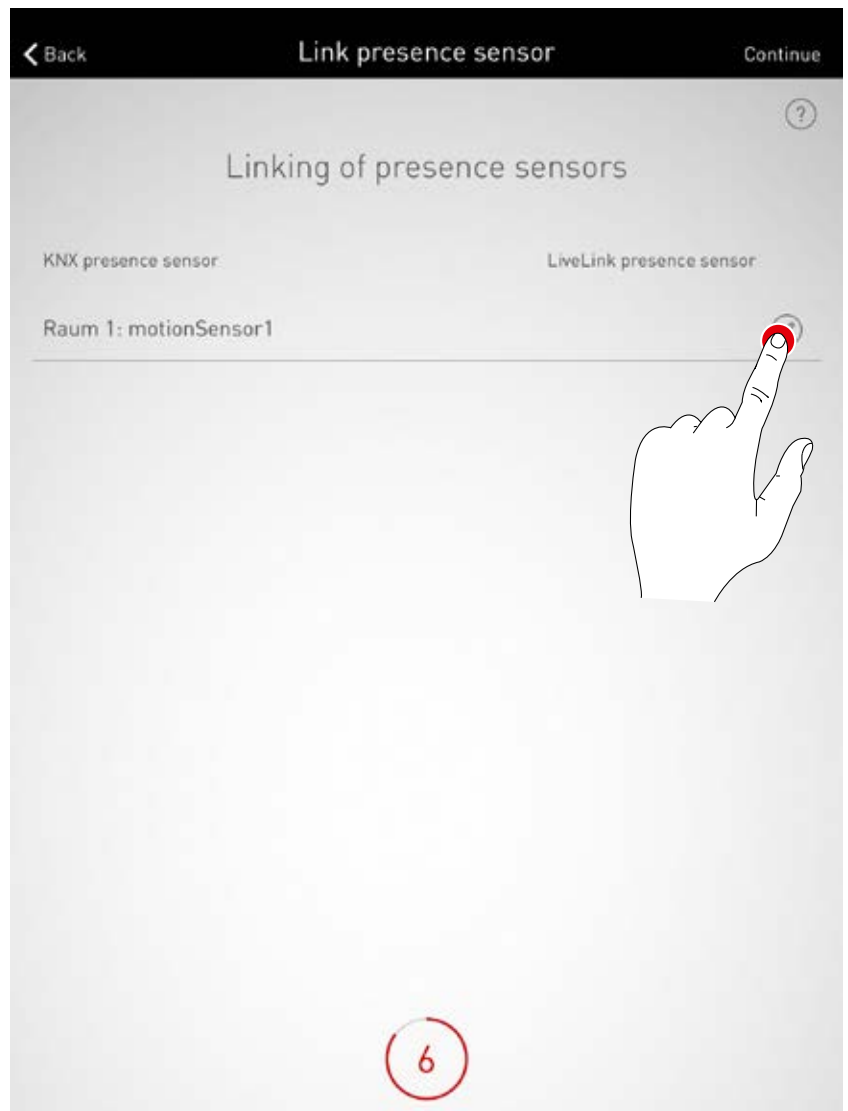 Back Link presence sensor Continue
?
Linking of presence sensors
KNX presence sensor LiveLink presence sensor
Raum 1: motionSensor1
6